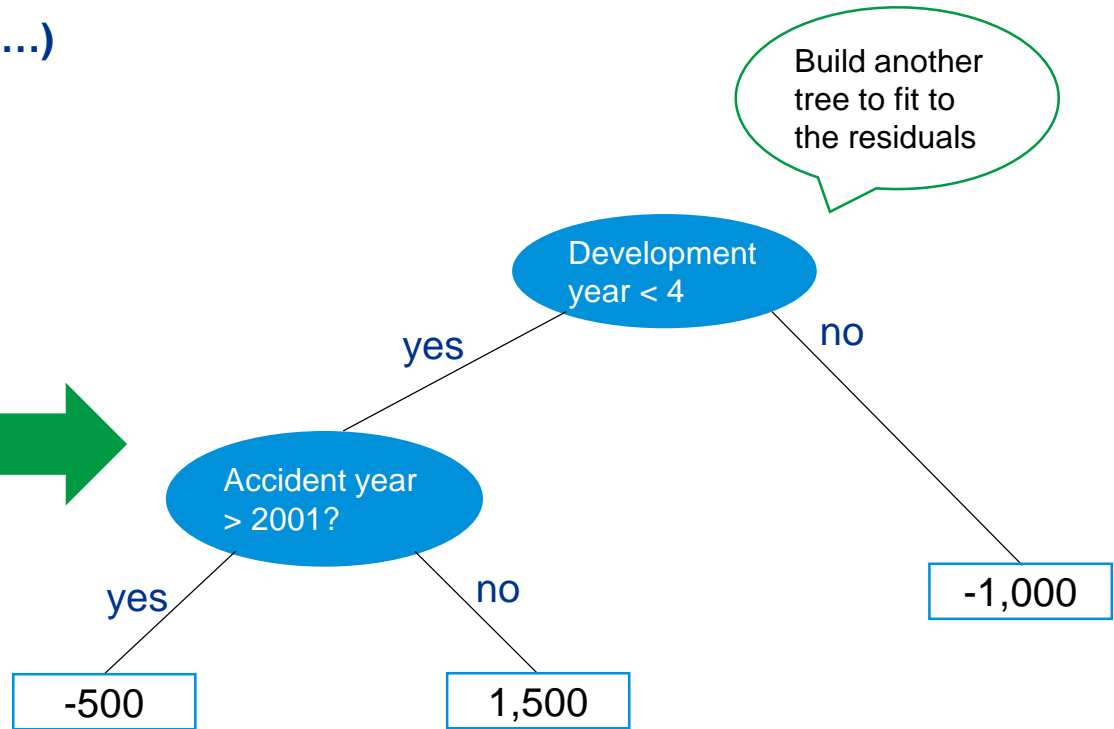 …)
Build another
tree to fit to
the residuals
Development
year < 4
yes
no
Accident year
> 2001?
yes
no
-1,000
-500
1,500